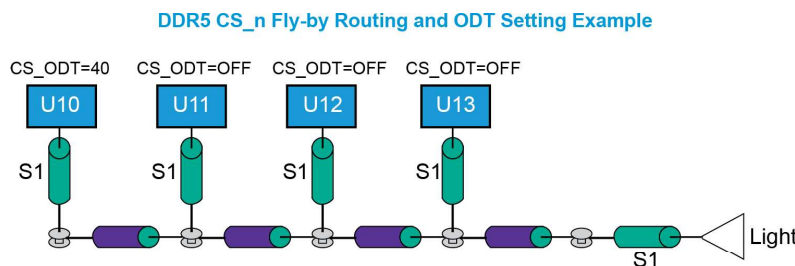 DDR5 CS_n Fly-by Routing and ODT Setting Example
CS_ODT=40 CS_ODT=OFF CS_ODT=OFF CS_ODT=OFF
U10 U11 U12 U13
S1 S1 S1 S1
Light
S1